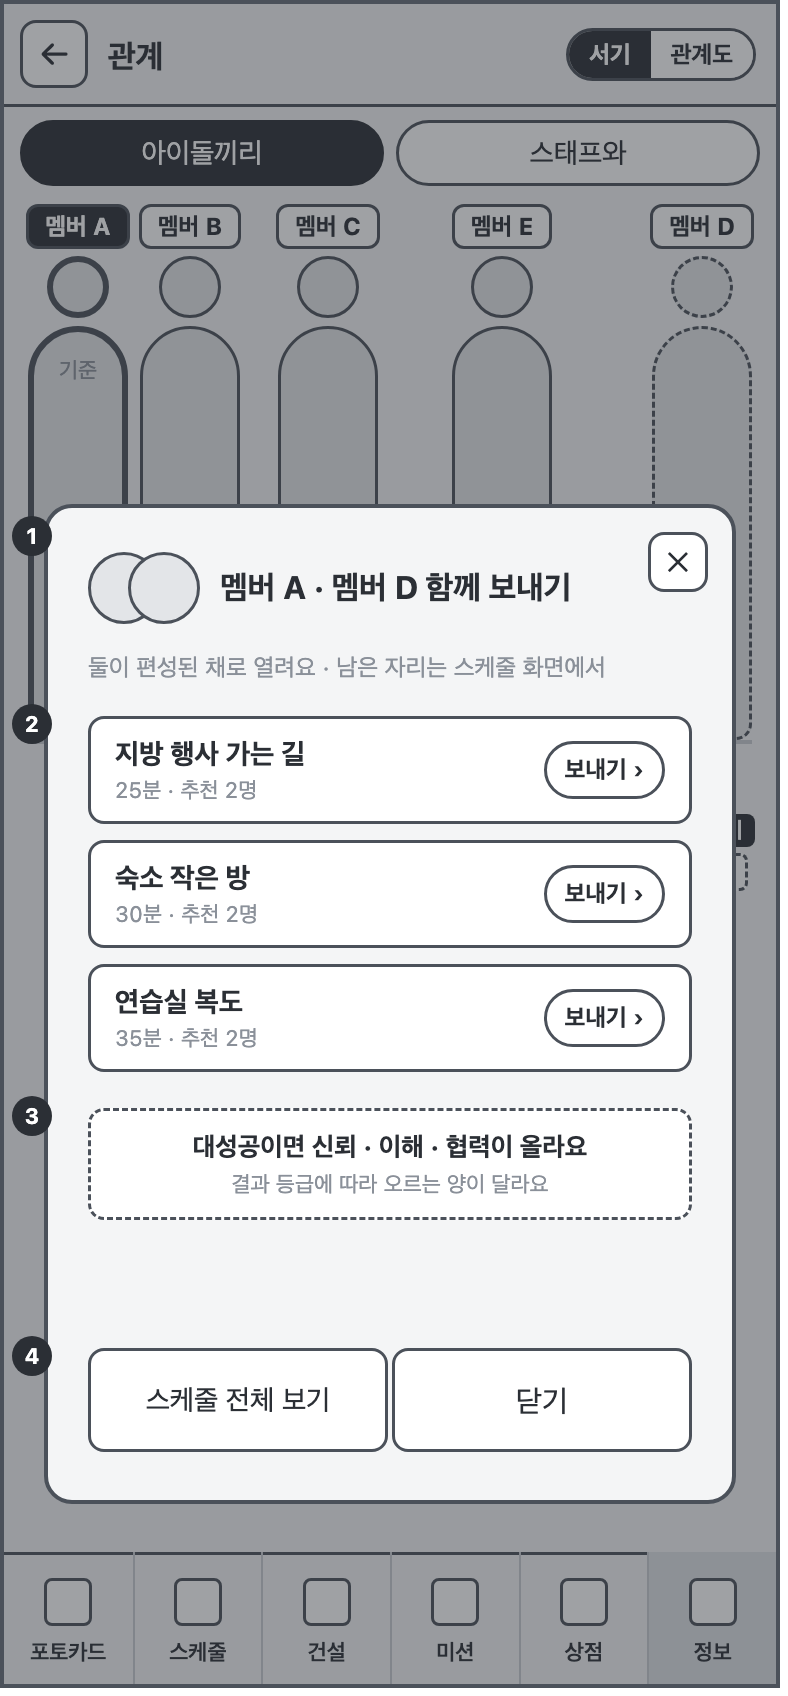 관계
서기 관계도
아이돌끼리 스태프와
멤버 A 멤버 B 멤버 C 멤버 E 멤버 D
기준
1
멤버 A · 멤버 D 함께 보내기
둘이 편성된 채로 열려요 · 남은 자리는 스케줄 화면에서
2
지방 행사 가는 길
25분 · 추천 2명
보내기 ›
숙소 작은 방
30분 · 추천 2명
보내기 ›
연습실 복도
35분 · 추천 2명
보내기 ›
3
대성공이면 신뢰 · 이해 · 협력이 올라요
결과 등급에 따라 오르는 양이 달라요
4
스케줄 전체 보기 닫기
포토카드 스케줄 건설 미션 상점 정보